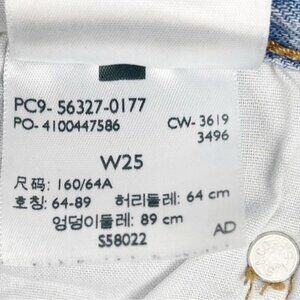 PC9- 56327-0177
PO- 4100447586 CW- 3619
3496
W25
尺码: 160/64A
호칭: 64-89 허리둘레: 64 cm
엉덩이둘레: 89 cm
S58022 AD